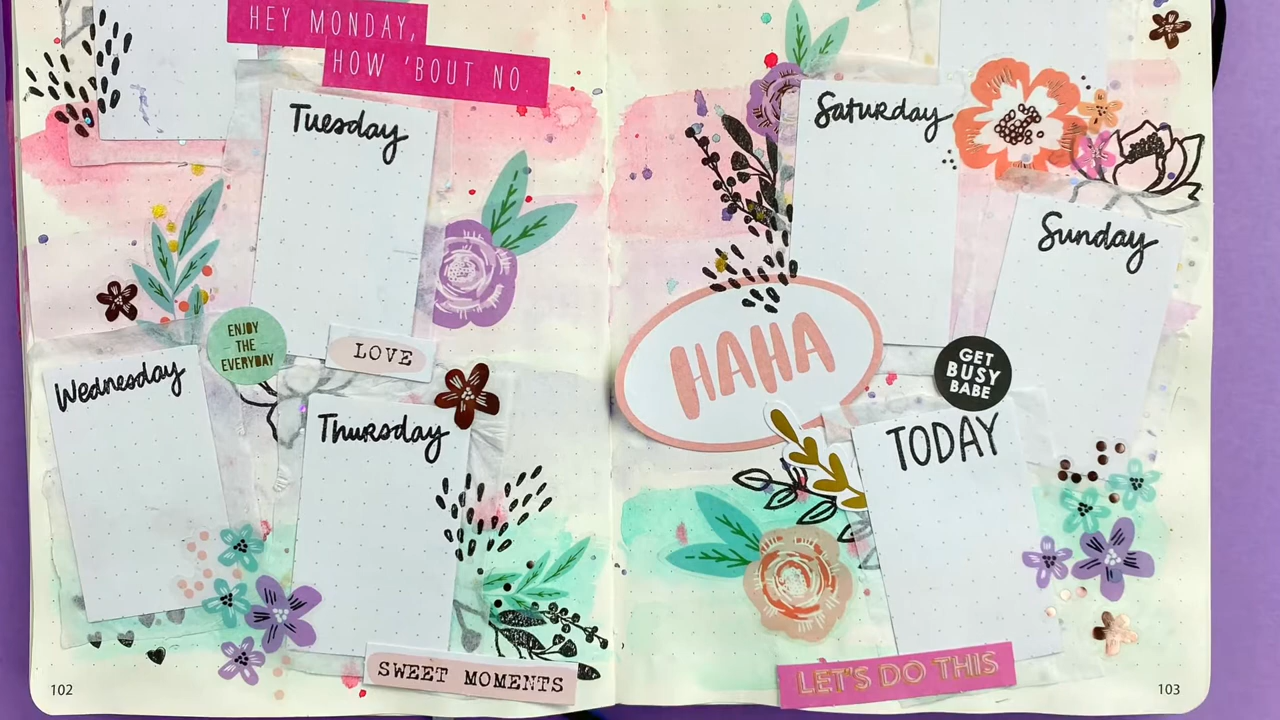 HEY MONDAY,
HOW 'BOUT NO.
Tuesday
ENJOY
THE
EVERYDAY
LOVE
Wednesday
Thursday
SWEET MOMENTS
102
Saturday
Sunday
HAHA
GET
BUSY
BABE
TODAY
LET'S DO THIS
103